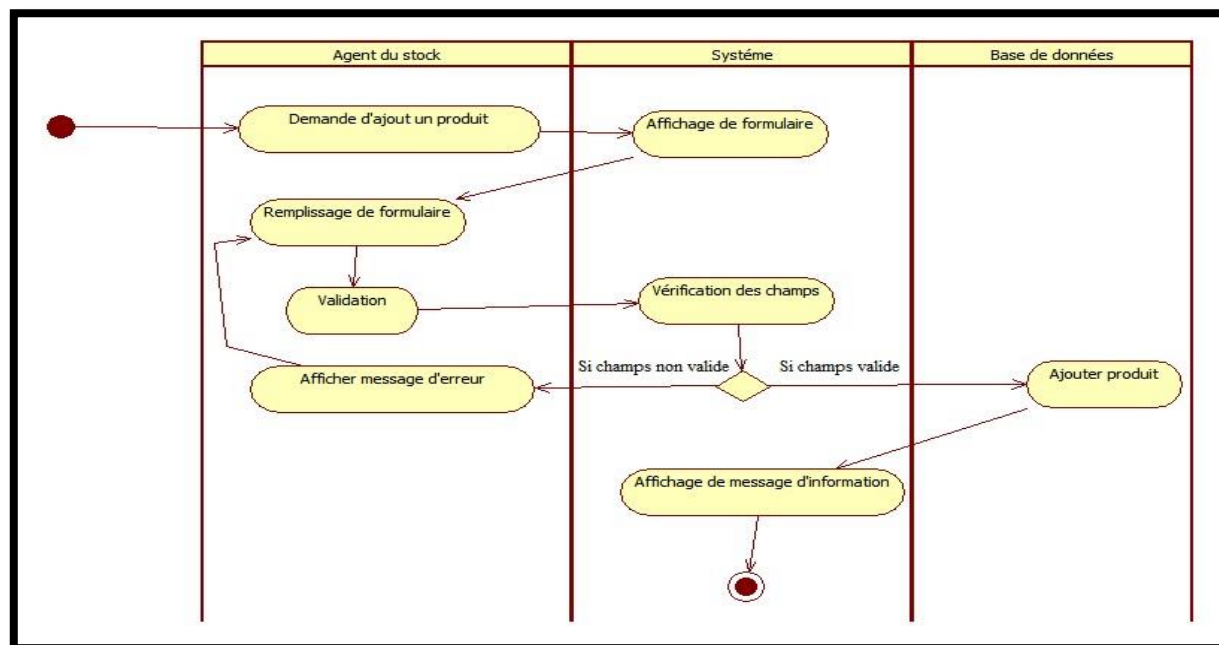 Agent du stock
Systéme
Base de données
Demande d'ajout un produit
Affichage de formulaire
Remplissage de formulaire
Validation
Vérification des champs
Si champs non valide
Si champs valide
Afficher message d'erreur
Ajouter produit
Affichage de message d'information